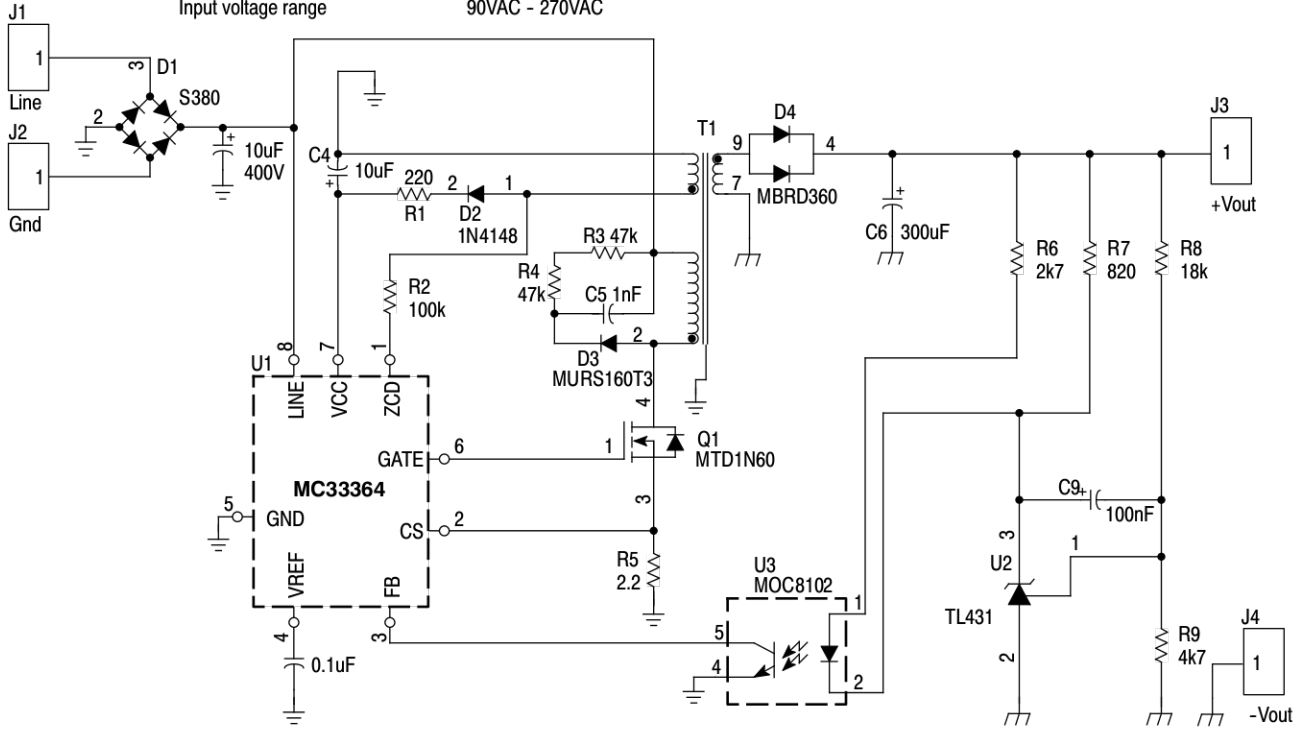 Input voltage range 90VAC - 270VAC
J1
1
Line
J2
1
Gnd
3
D1
S380
2
+
10uF
400V
C4
10uF
+
220
R1
2
D2
1N4148
1
R2
100k
R3 47k
R4
47k
C5 1nF
D3
MURS160T3
2
T1
9
7
D4
MBRD360
4
+
C6 300uF
R6
2k7
R7
820
R8
18k
J3
1
+Vout
U1
8
LINE
7
VCC
1
ZCD
GATE
6
MC33364
5
GND
CS
2
VREF
FB
4
3
0.1uF
4
1
Q1
MTD1N60
3
R5
2.2
U3
MOC8102
5
4
1
2
C9
+
100nF
3
U2
1
TL431
2
R9
4k7
J4
1
-Vout